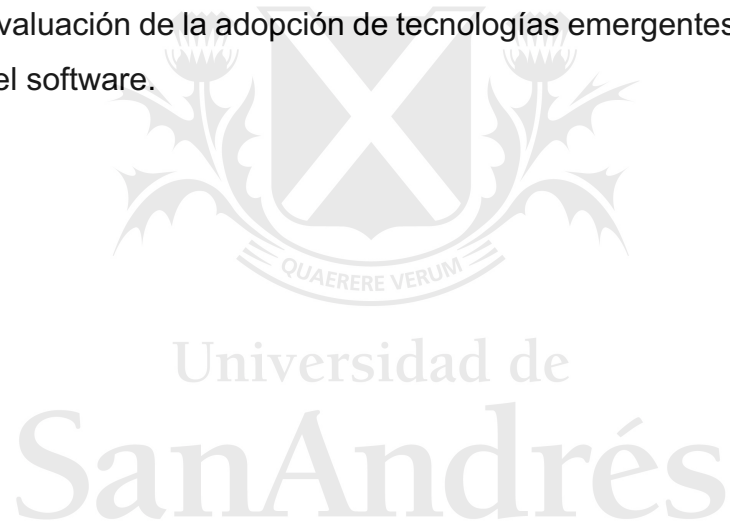 valuación de la adopción de tecnologías emergentes
el software.
QUAERERE VERUM
Universidad de
SanAndrés